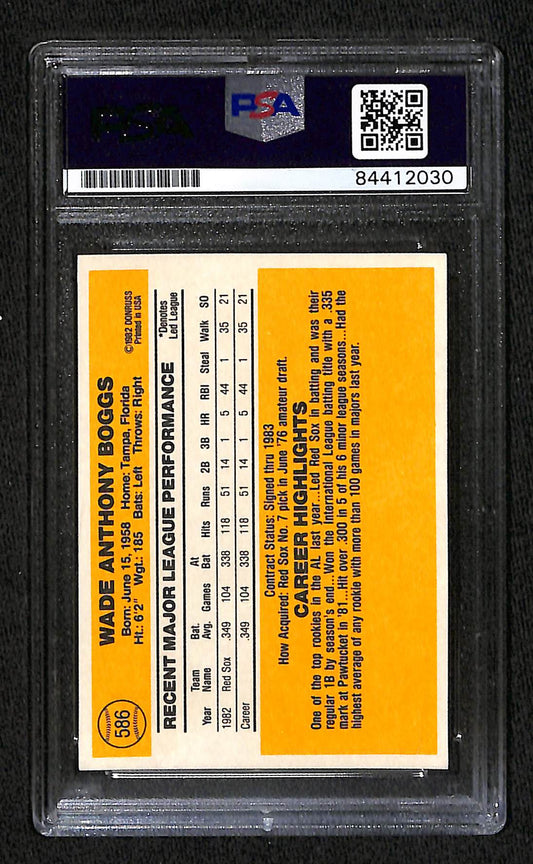 PSA
PSA
84412030
586
WADE ANTHONY BOGGS
©1982 DONRUSS
Printed in USA
Born: June 15, 1958 Home: Tampa, Florida
Ht.: 6'2" Wgt.: 185 Bats: Left Throws: Right
RECENT MAJOR LEAGUE PERFORMANCE
*Denotes
Led League
Team Bat. At
Year Name Avg. Games Bat Hits Runs 2B 3B HR RBI Steal Walk SO
1982 Red Sox .349 104 338 118 51 14 1 5 44 1 35 21
Career .349 104 338 118 51 14 1 5 44 1 35 21
Contract Status: Signed thru 1983
How Acquired: Red Sox No. 7 pick in June '76 amateur draft.
CAREER HIGHLIGHTS
One of the top rookies in the AL last year...Led Red Sox in batting and was their
regular 1B by season's end...Won the International League batting title with a .335
mark at Pawtucket in '81...Hit over .300 in 5 of his 6 minor league seasons...Had the
highest average of any rookie with more than 100 games in majors last year.